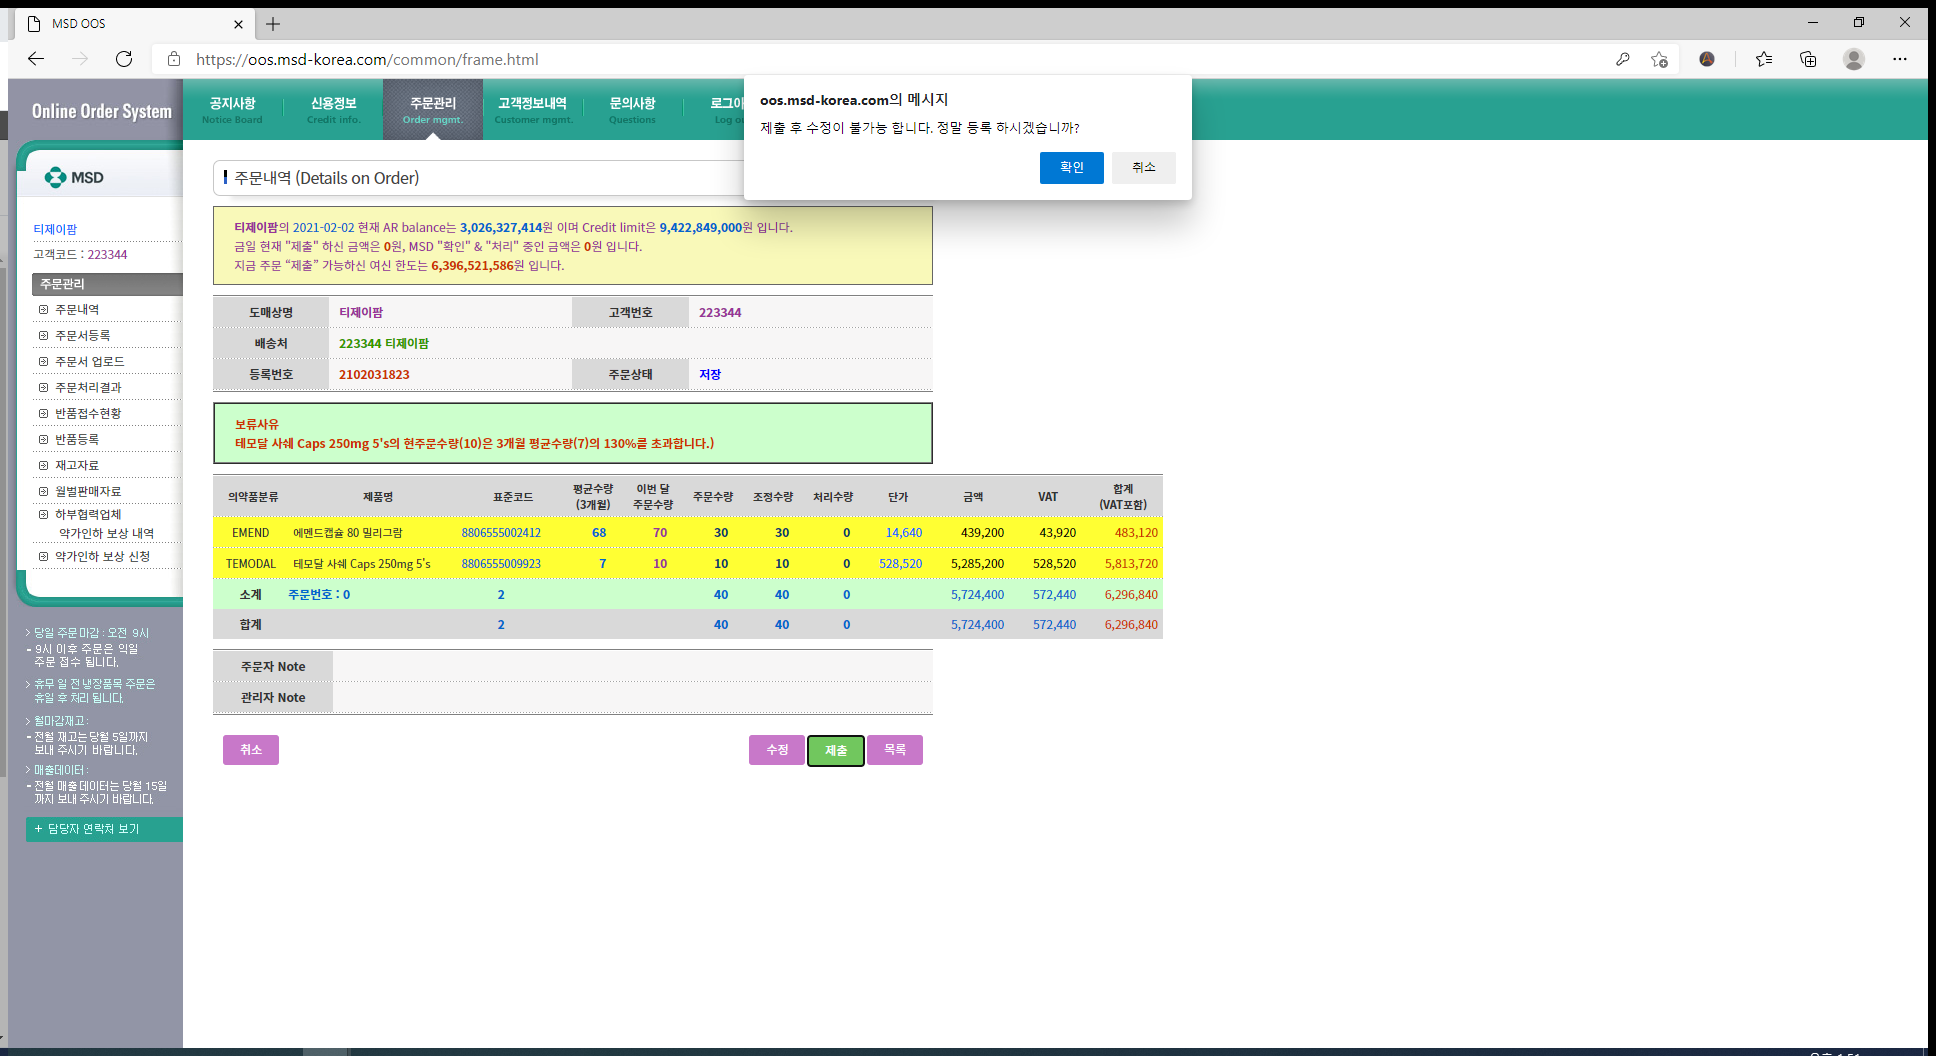 MSD OOS
https://oos.msd-korea.com/common/frame.html
oos.msd-korea.com의 메시지
제출 후 수정이 불가능 합니다. 정말 등록 하시겠습니까?
확인 취소
Online Order System
공지사항 신용정보 주문관리 고객정보내역 문의사항
Notice Board Credit info. Order mgmt. Customer mgmt. Questions
MSD
티제이팜
고객코드 : 223344
주문관리
주문내역
주문서등록
주문서 업로드
주문처리결과
반품접수현황
반품등록
재고자료
월별판매자료
하부협력업체
약가인하 보상 내역
약가인하 보상 신청
> 당일 주문마감 : 오전 9시
- 9시 이후 주문은 익일
주문 접수 됩니다.
> 휴무 일 전 냉장품목 주문은
휴일 후 처리 됩니다.
> 월마감재고 :
- 전월 재고는 당월 5일까지
보내 주시기 바랍니다.
> 매출데이터 :
- 전월 매출데이터는 당월 15일
까지 보내 주시기 바랍니다.
+ 담당자 연락처 보기
주문내역 (Details on Order)
티제이팜의 2021-02-02 현재 AR balance는 3,026,327,414원 이며 Credit limit은 9,422,849,000원 입니다.
금일 현재 "제출" 하신 금액은 0원, MSD "확인" & "처리" 중인 금액은 0원 입니다.
지금 주문 “제출” 가능하신 여신 한도는 6,396,521,586원 입니다.
도매상명 티제이팜 고객번호 223344
배송처 223344 티제이팜
등록번호 2102031823 주문상태 저장
보류사유
테모달 사쉐 Caps 250mg 5's의 현주문수량(10)은 3개월 평균수량(7)의 130%를 초과합니다.)
의약품분류 제품명 표준코드 평균수량 (3개월) 이번 달 주문수량 주문수량 조정수량 처리수량 단가 금액 VAT 합계 (VAT포함)
EMEND 에멘드캡슐 80 밀리그람 8806555002412 68 70 30 30 0 14,640 439,200 43,920 483,120
TEMODAL 테모달 사쉐 Caps 250mg 5's 8806555009923 7 10 10 10 0 528,520 5,285,200 528,520 5,813,720
소계 주문번호 : 0 2 40 40 0 5,724,400 572,440 6,296,840
합계 2 40 40 0 5,724,400 572,440 6,296,840
주문자 Note
관리자 Note
취소 수정 제출 목록